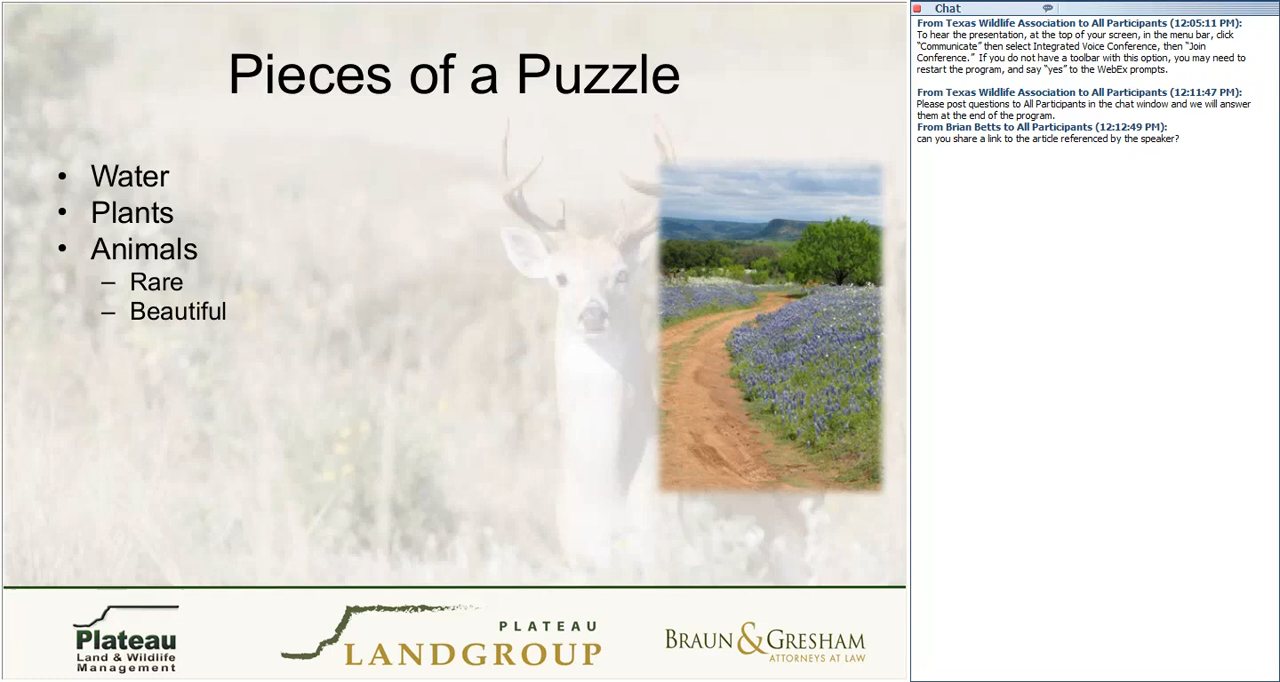 Pieces of a Puzzle
• Water
• Plants
• Animals
– Rare
– Beautiful
Plateau
Land & Wildlife
Management
PLATEAU
LANDGROUP
BRAUN & GRESHAM
ATTORNEYS AT LAW
Chat
From Texas Wildlife Association to All Participants (12:05:11 PM):
To hear the presentation, at the top of your screen, in the menu bar, click
"Communicate" then select Integrated Voice Conference, then "Join
Conference." If you do not have a toolbar with this option, you may need to
restart the program, and say "yes" to the WebEx prompts.
From Texas Wildlife Association to All Participants (12:11:47 PM):
Please post questions to All Participants in the chat window and we will answer
them at the end of the program.
From Brian Betts to All Participants (12:12:49 PM):
can you share a link to the article referenced by the speaker?